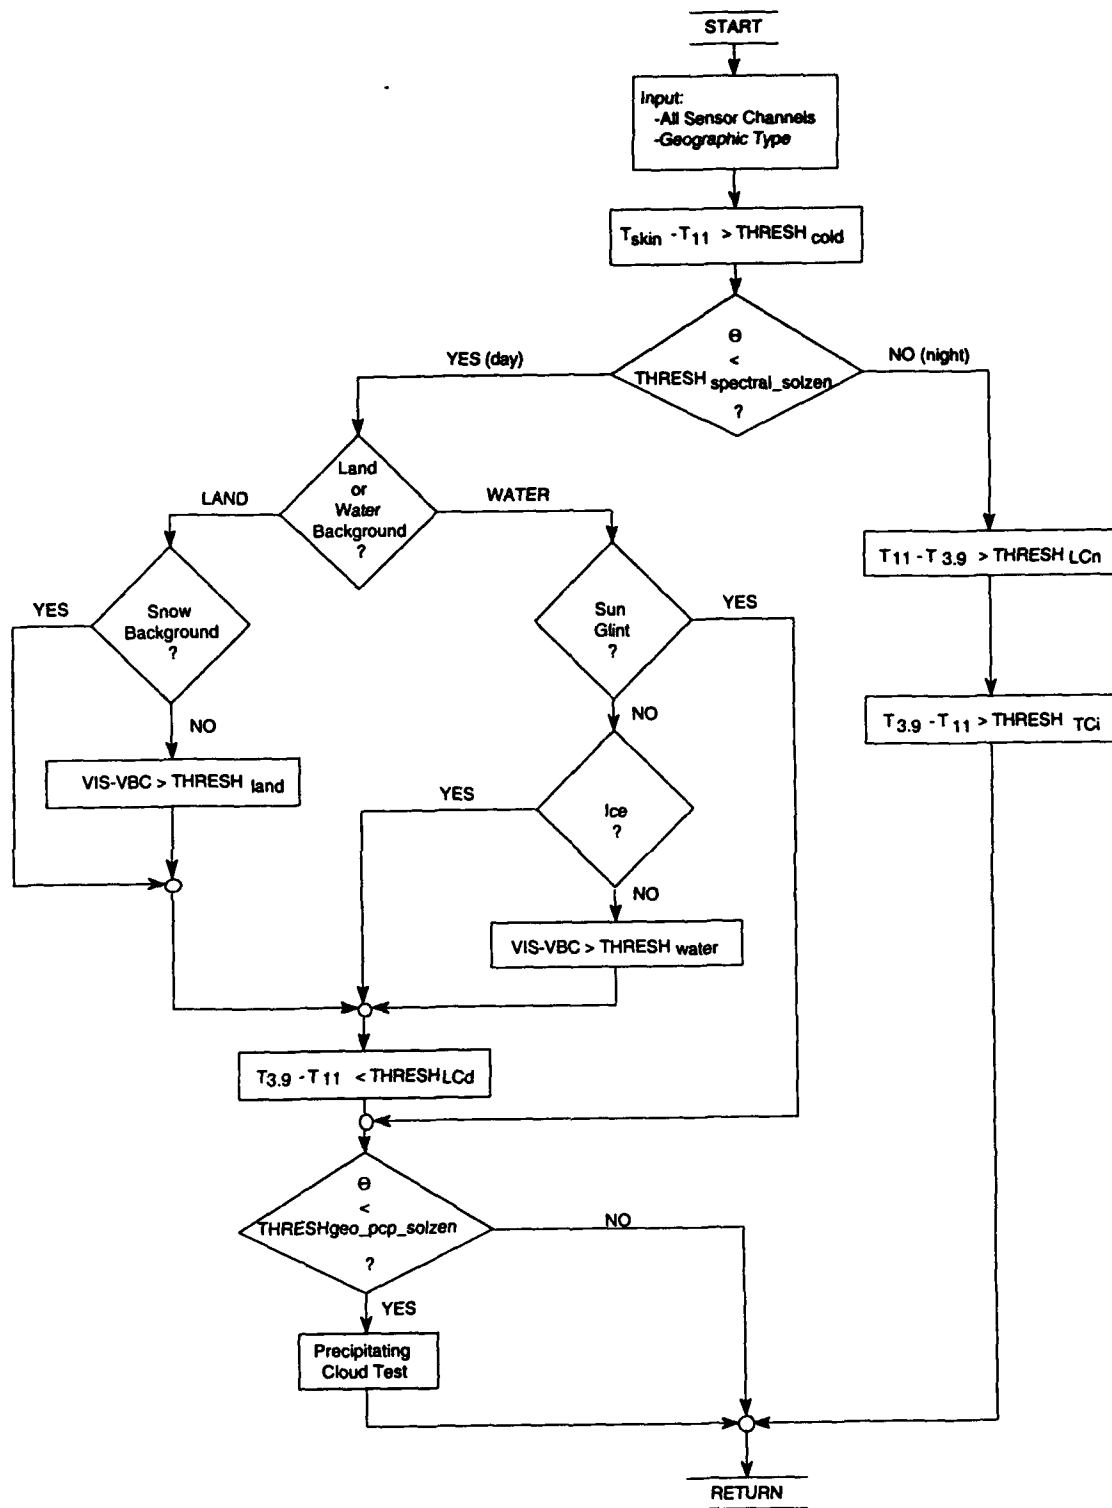 START
Input:
-All Sensor Channels
-Geographic Type
Tskin - T11 > THRESH cold
Θ
<
THRESH spectral_solzen
?
YES (day)
NO (night)
Land
or
Water
Background
?
LAND
WATER
T11 - T3.9 > THRESH LCn
Snow
Background
?
YES
Sun
Glint
?
YES
NO
NO
T3.9 - T11 > THRESH TCi
VIS-VBC > THRESH land
YES
Ice
?
NO
VIS-VBC > THRESH water
T3.9 - T11 < THRESH LCd
Θ
<
THRESHgeo_pcp_solzen
?
NO
YES
Precipitating
Cloud Test
RETURN